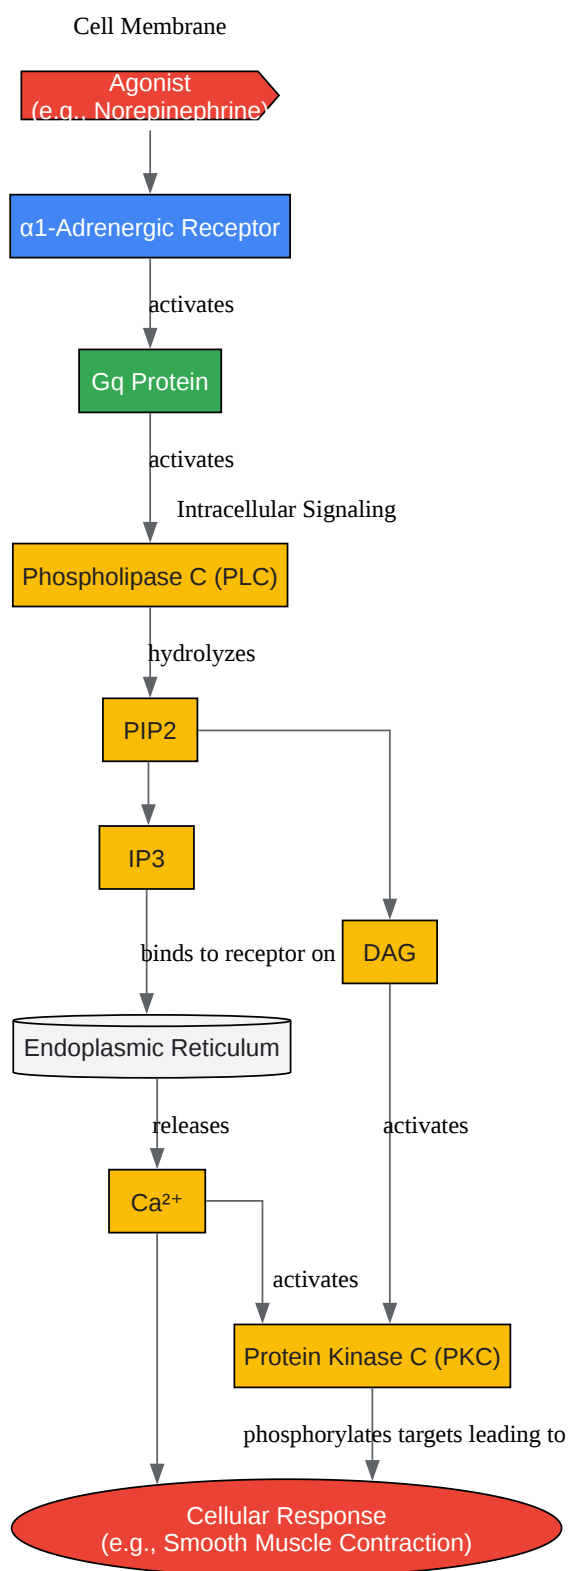 Cell Membrane
Agonist
(e.g., Norepinephrine)
α1-Adrenergic Receptor
activates
Gq Protein
activates
Intracellular Signaling
Phospholipase C (PLC)
hydrolyzes
PIP2
IP3
binds to receptor on
DAG
Endoplasmic Reticulum
releases
activates
Ca²⁺
activates
Protein Kinase C (PKC)
phosphorylates targets leading to
Cellular Response
(e.g., Smooth Muscle Contraction)